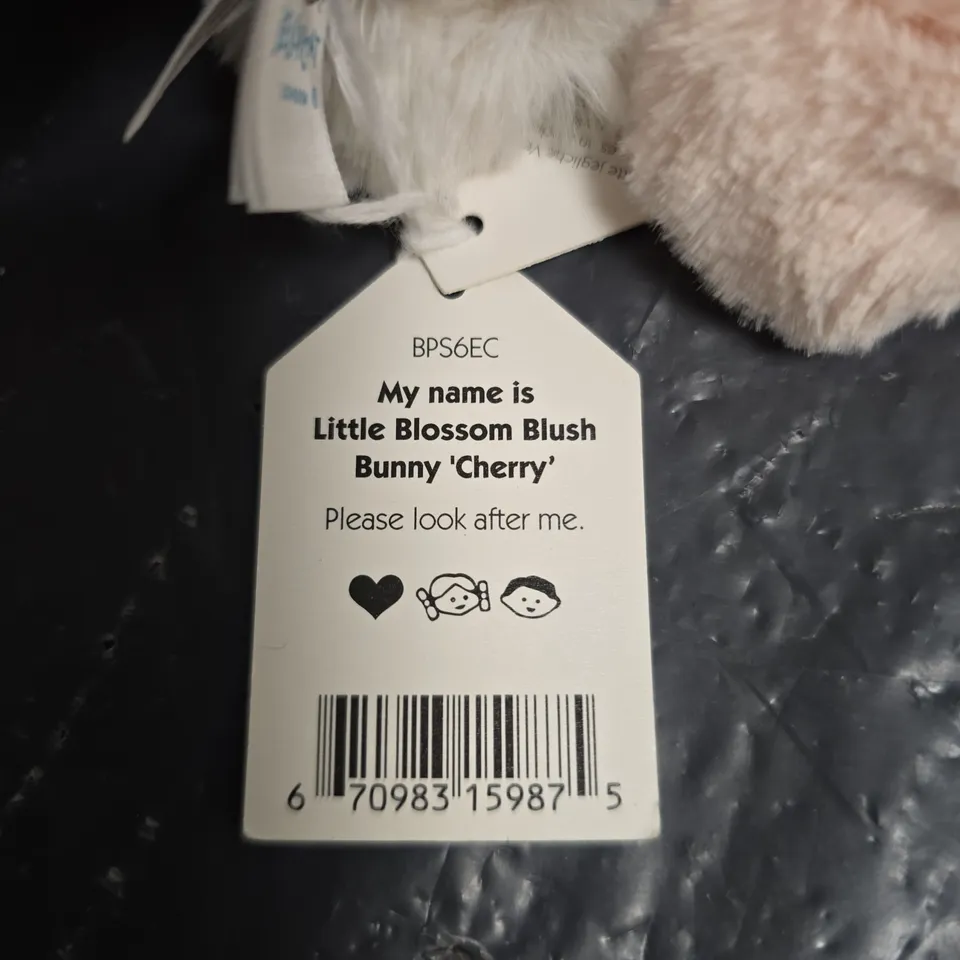 BPS6EC
My name is
Little Blossom Blush
Bunny 'Cherry’
Please look after me.
6 70983 15987 5